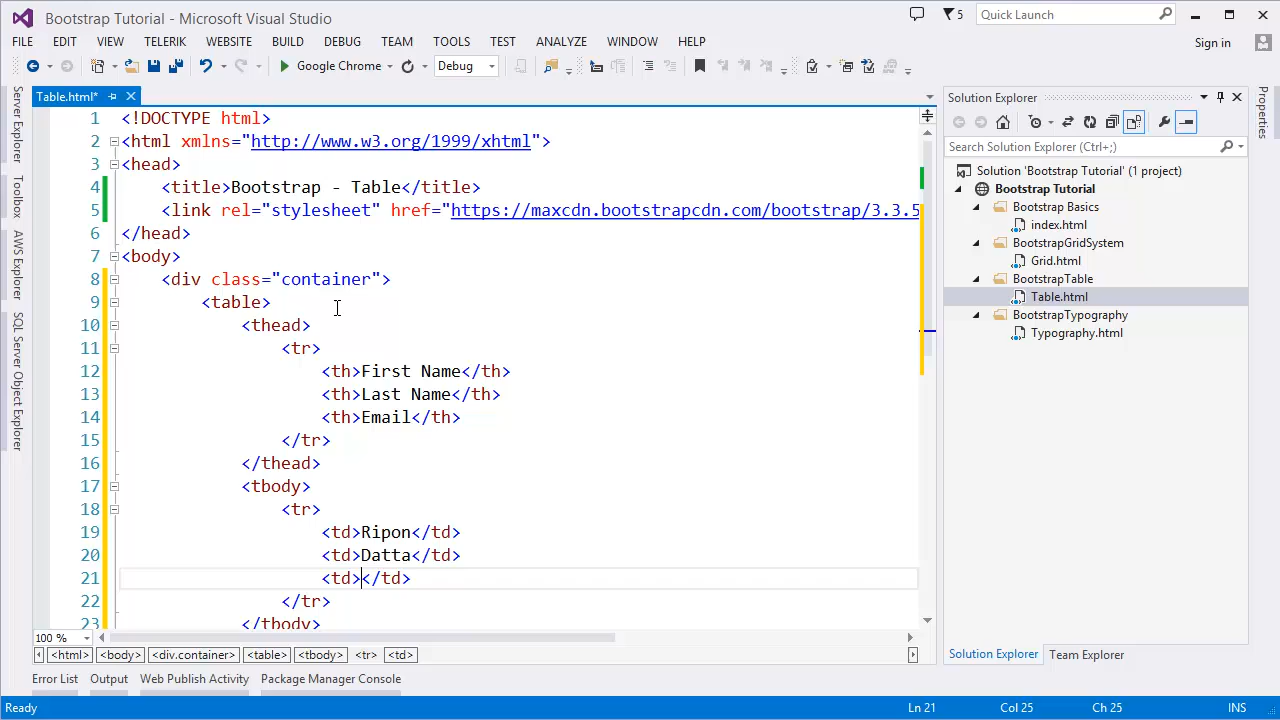 Bootstrap Tutorial - Microsoft Visual Studio
5
Quick Launch
FILE EDIT VIEW TELERIK WEBSITE BUILD DEBUG TEAM TOOLS TEST ANALYZE WINDOW HELP
Sign in
Google Chrome
Debug
Server Explorer
Toolbox
AWS Explorer
SQL Server Object Explorer
Table.html*
1 <!DOCTYPE html>
2 <html xmlns="http://www.w3.org/1999/xhtml">
3 <head>
4 <title>Bootstrap - Table</title>
5 <link rel="stylesheet" href="https://maxcdn.bootstrapcdn.com/bootstrap/3.3.5
6 </head>
7 <body>
8 <div class="container">
9 <table>
10 <thead>
11 <tr>
12 <th>First Name</th>
13 <th>Last Name</th>
14 <th>Email</th>
15 </tr>
16 </thead>
17 <tbody>
18 <tr>
19 <td>Ripon</td>
20 <td>Datta</td>
21 <td></td>
22 </tr>
23 </tbody>
100 %
<html> <body> <div.container> <table> <tbody> <tr> <td>
Error List Output Web Publish Activity Package Manager Console
Solution Explorer
Search Solution Explorer (Ctrl+;)
Solution 'Bootstrap Tutorial' (1 project)
Bootstrap Tutorial
Bootstrap Basics
index.html
BootstrapGridSystem
Grid.html
BootstrapTable
Table.html
BootstrapTypography
Typography.html
Solution Explorer Team Explorer
Properties
Ready
Ln 21 Col 25 Ch 25 INS